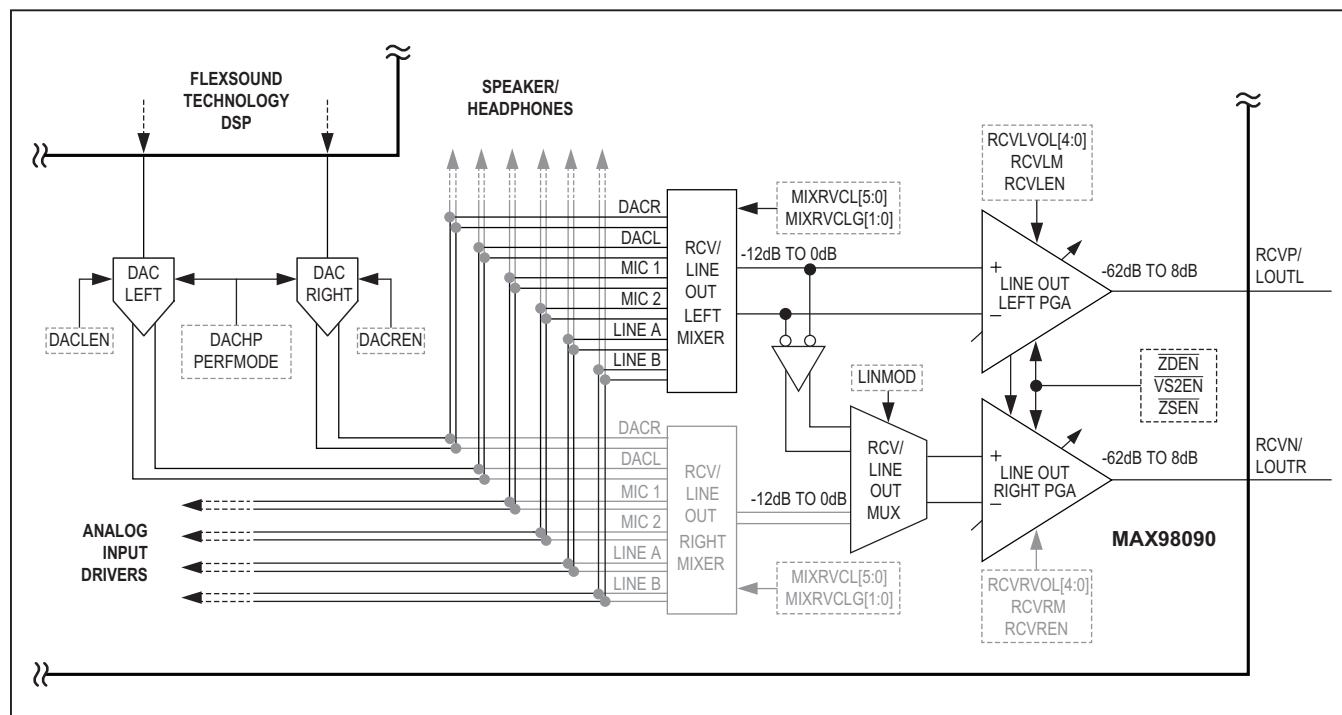 FLEXSOUND
TECHNOLOGY
DSP
SPEAKER/
HEADPHONES
DAC
LEFT
DAC
RIGHT
DACLEN
DACHP
PERFMODE
DACREN
DACR
DACL
MIC 1
MIC 2
LINE A
LINE B
RCV/
LINE
OUT
LEFT
MIXER
MIXRVCL[5:0]
MIXRVCLG[1:0]
-12dB TO 0dB
RCVLVOL[4:0]
RCVLM
RCVLEN
+
LINE OUT
LEFT PGA
−
-62dB TO 8dB
RCVP/
LOUTL
LINMOD
ZDEN
VS2EN
ZSEN
DACR
DACL
MIC 1
MIC 2
LINE A
LINE B
RCV/
LINE
OUT
RIGHT
MIXER
-12dB TO 0dB
MIXRVCL[5:0]
MIXRVCLG[1:0]
RCV/
LINE
OUT
MUX
+
LINE OUT
RIGHT PGA
−
-62dB TO 8dB
RCVN/
LOUTR
MAX98090
RCVRVOL[4:0]
RCVRM
RCVREN
ANALOG
INPUT
DRIVERS